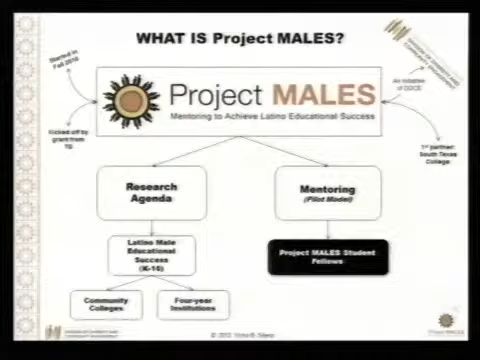 WHAT IS Project MALES?
Started in
Fall 2010
An initiative
of DDCE
Project MALES
Mentoring to Achieve Latino Educational Success
Kicked off by
grant from
TG
1st partner:
South Texas
College
Research
Agenda
Mentoring
(Pilot Model)
Latino Male
Educational
Success
(K-16)
Project MALES Student
Fellows
Community
Colleges
Four-year
Institutions